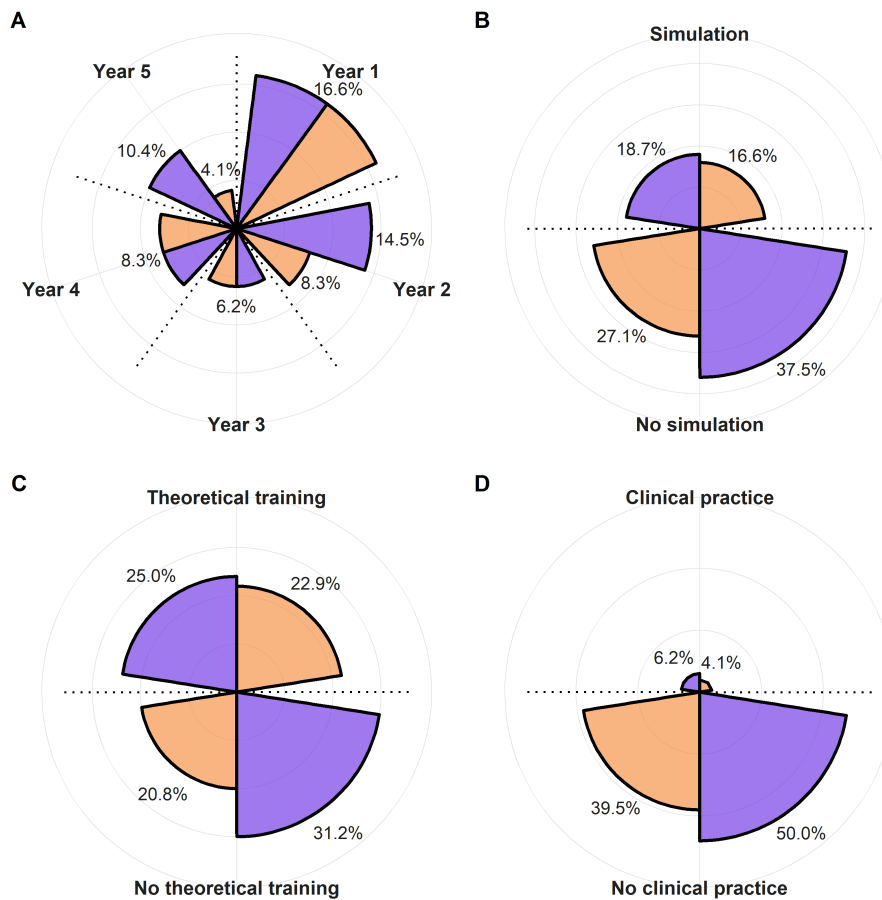 A
Year 5
Year 1
16.6%
10.4%
4.1%
14.5%
8.3%
Year 4
8.3%
Year 2
6.2%
Year 3
B
Simulation
18.7%
16.6%
27.1%
37.5%
No simulation
C
Theoretical training
25.0%
22.9%
20.8%
31.2%
No theoretical training
D
Clinical practice
6.2%
4.1%
39.5%
50.0%
No clinical practice